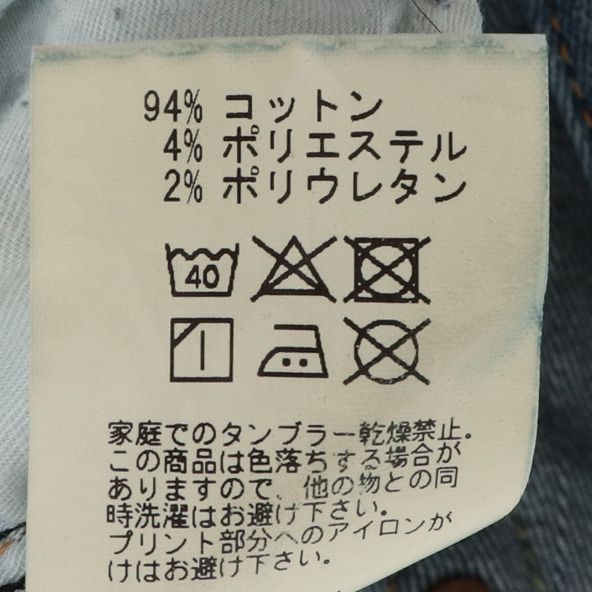 94% コットン
4% ポリエステル
2% ポリウレタン
40
家庭でのタンブラー乾燥禁止。
この商品は色落ちする場合が
ありますので、他の物との同
時洗濯はお避け下さい。
プリント部分へのアイロンが
けはお避け下さい。